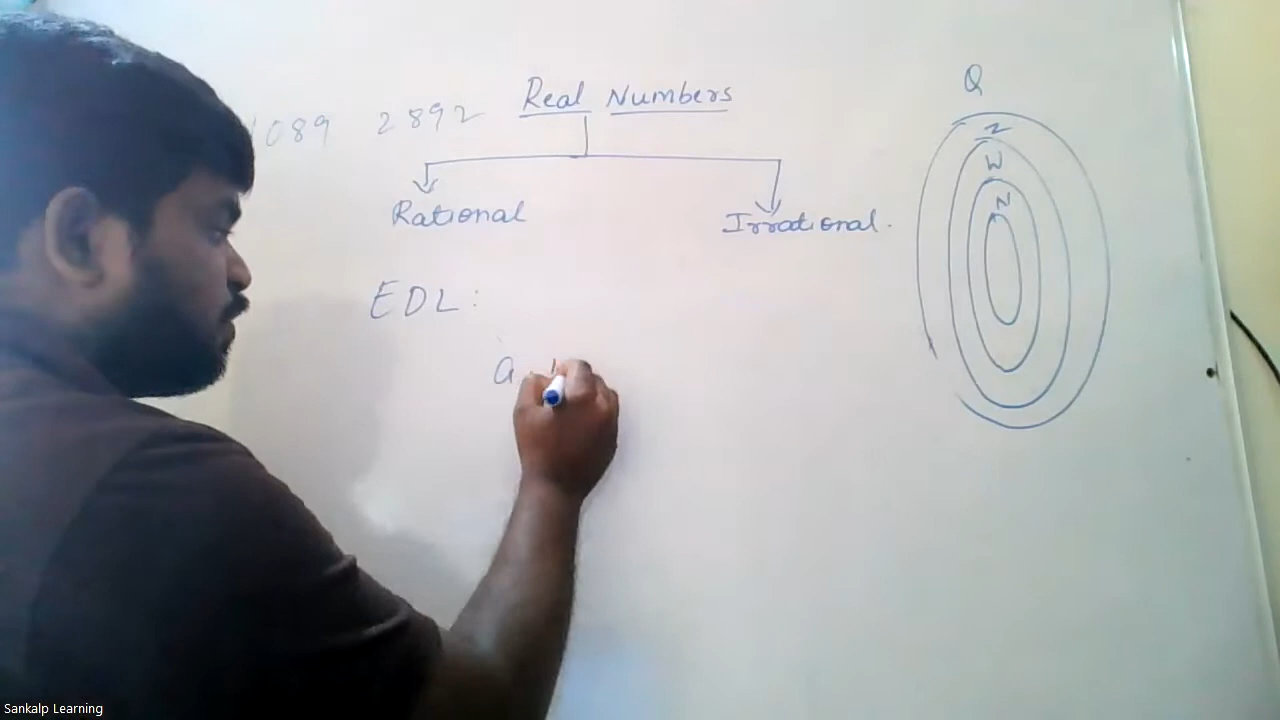 Real Numbers
1089 2892
Rational
Irrational.
EDL:
a
Q
Z
W
N
Sankalp Learning